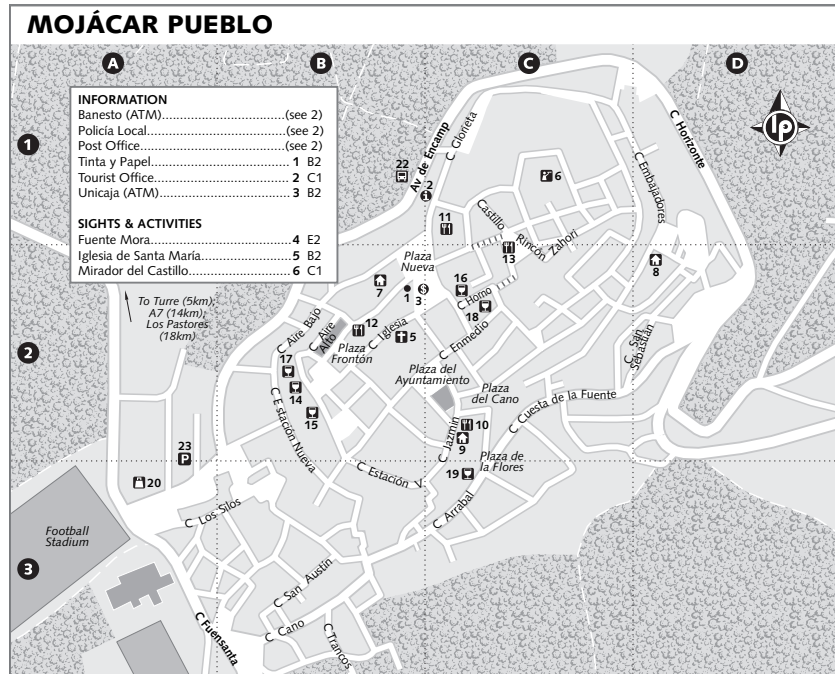 MOJÁCAR PUEBLO
A
B
C
D
1
2
3
INFORMATION
Banesto (ATM)..............................(see 2)
Policía Local..................................(see 2)
Post Office....................................(see 2)
Tinta y Papel..................................1 B2
Tourist Office.................................2 C1
Unicaja (ATM)...............................3 B2
SIGHTS & ACTIVITIES
Fuente Mora..................................4 E2
Iglesia de Santa María...................5 B2
Mirador del Castillo.......................6 C1
lp
22
Av de Encamp
C Glorieta
2
6
C Horizonte
C Embajadores
11
Castillo
Rincón
Zahorí
13
Plaza
Nueva
7
1
3
16
C Horno
18
8
To Turre (5km);
A7 (14km);
Los Pastores
(18km)
C Aire Bajo
C Aire
Alto
12
C Iglesia
5
Plaza
Frontón
C Enmedio
C San
Sebastián
17
14
15
Plaza del
Ayuntamiento
Plaza
del Cano
C Cuesta de la Fuente
C Estación Nueva
C Jazmín
10
9
Plaza de
la Flores
23
P
20
C Estación V
19
C Arrabal
C Los Silos
Football
Stadium
C San Austín
C Cano
C Fuensanta
C Trancos